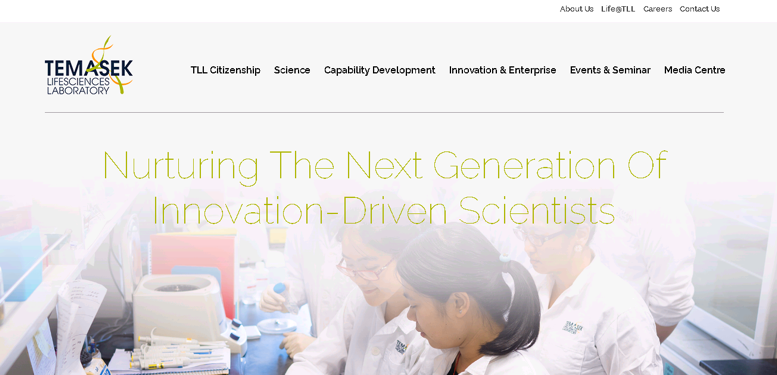 About Us Life@TLL Careers Contact Us
TEMASEK
LIFESCIENCES
LABORATORY
TLL Citizenship Science Capability Development Innovation & Enterprise Events & Seminar Media Centre
Nurturing The Next Generation Of
Innovation-Driven Scientists
TEMASEK